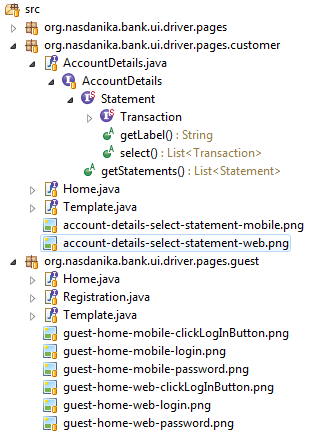 src
org.nasdanika.bank.ui.driver.pages
org.nasdanika.bank.ui.driver.pages.customer
AccountDetails.java
AccountDetails
Statement
Transaction
getLabel() : String
select() : List<Transaction>
getStatements() : List<Statement>
Home.java
Template.java
account-details-select-statement-mobile.png
account-details-select-statement-web.png
org.nasdanika.bank.ui.driver.pages.guest
Home.java
Registration.java
Template.java
guest-home-mobile-clickLogInButton.png
guest-home-mobile-login.png
guest-home-mobile-password.png
guest-home-web-clickLogInButton.png
guest-home-web-login.png
guest-home-web-password.png